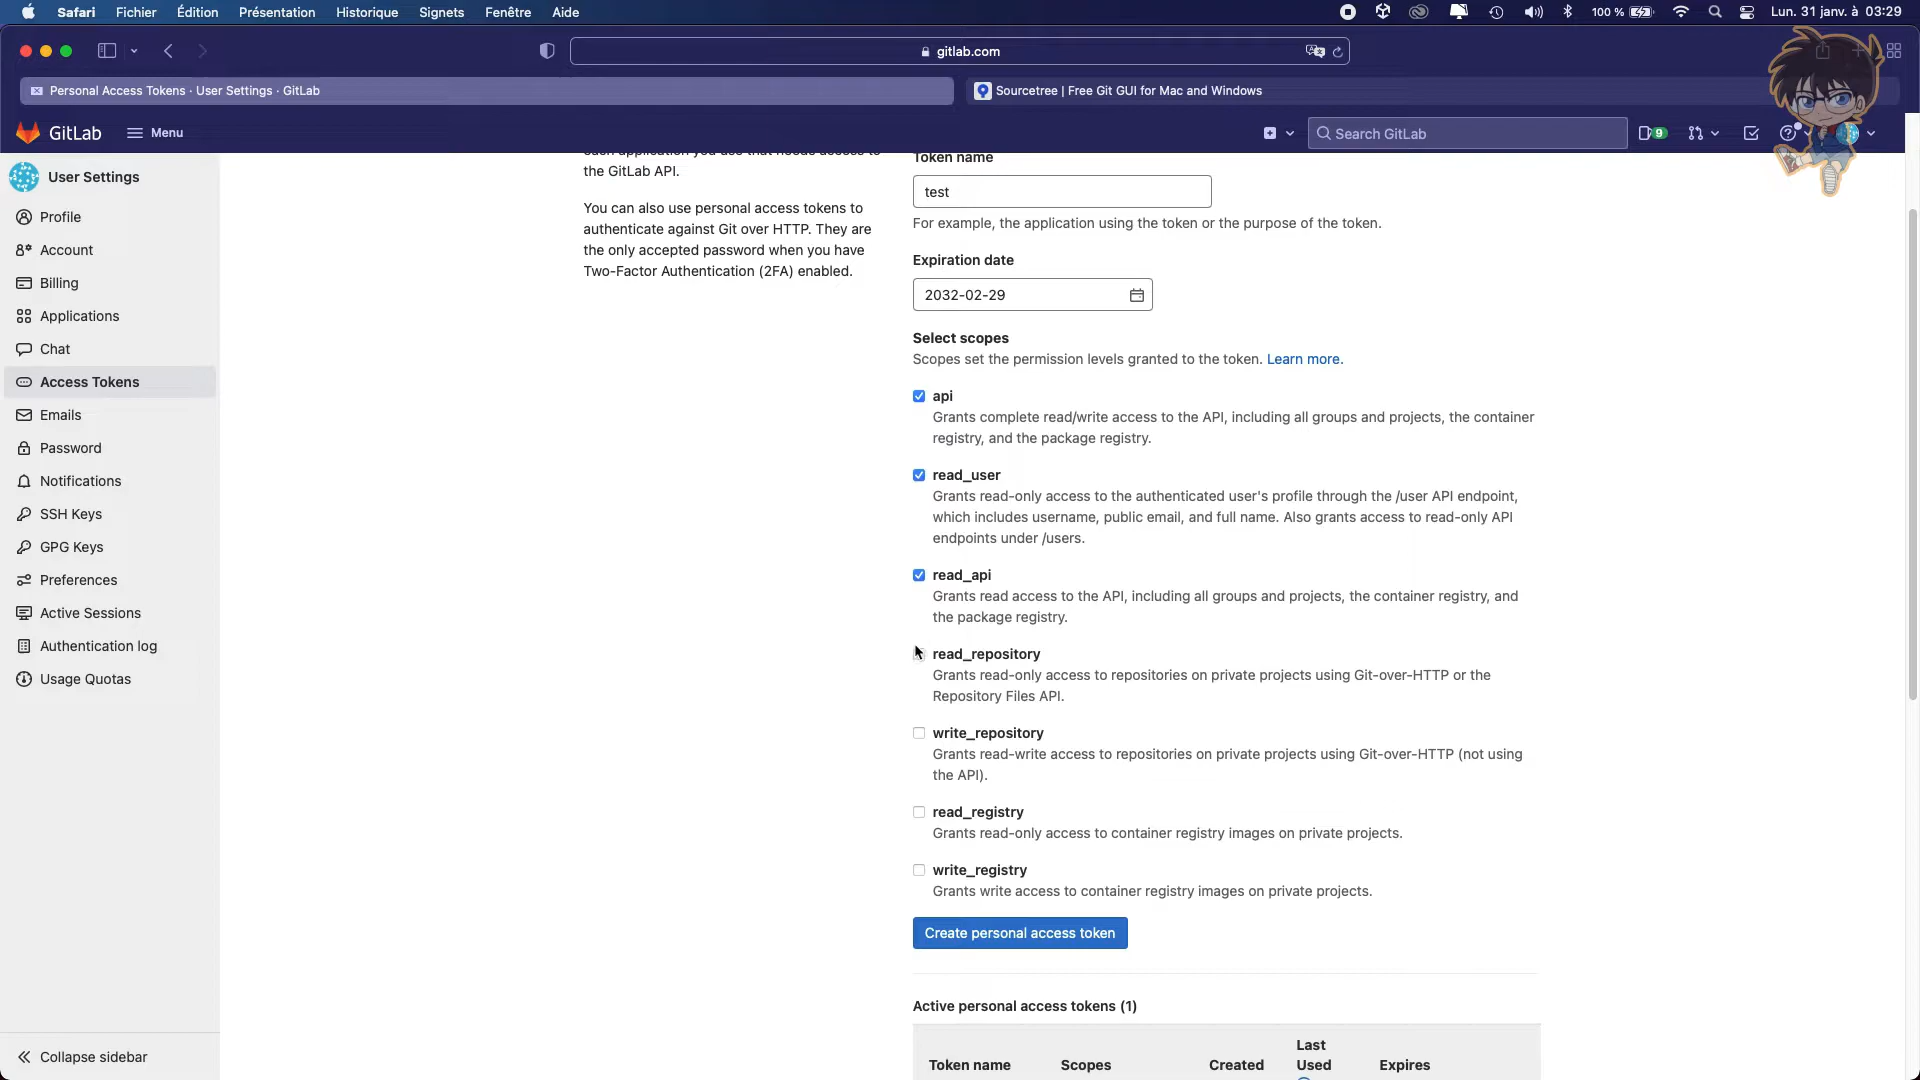 Safari Fichier Édition Présentation Historique Signets Fenêtre Aide 100 % Lun. 31 janv. à 03:29
gitlab.com
Personal Access Tokens · User Settings · GitLab
Sourcetree | Free Git GUI for Mac and Windows
GitLab Menu Search GitLab 9
User Settings
Profile
Account
Billing
Applications
Chat
Access Tokens
Emails
Password
Notifications
SSH Keys
GPG Keys
Preferences
Active Sessions
Authentication log
Usage Quotas
Collapse sidebar
each application you use that needs access to
the GitLab API.
You can also use personal access tokens to
authenticate against Git over HTTP. They are
the only accepted password when you have
Two-Factor Authentication (2FA) enabled.
Token name
test
For example, the application using the token or the purpose of the token.
Expiration date
2032-02-29
Select scopes
Scopes set the permission levels granted to the token. Learn more.
api
Grants complete read/write access to the API, including all groups and projects, the container
registry, and the package registry.
read_user
Grants read-only access to the authenticated user's profile through the /user API endpoint,
which includes username, public email, and full name. Also grants access to read-only API
endpoints under /users.
read_api
Grants read access to the API, including all groups and projects, the container registry, and
the package registry.
read_repository
Grants read-only access to repositories on private projects using Git-over-HTTP or the
Repository Files API.
write_repository
Grants read-write access to repositories on private projects using Git-over-HTTP (not using
the API).
read_registry
Grants read-only access to container registry images on private projects.
write_registry
Grants write access to container registry images on private projects.
Create personal access token
Active personal access tokens (1)
Token name Scopes Created Last Used Expires